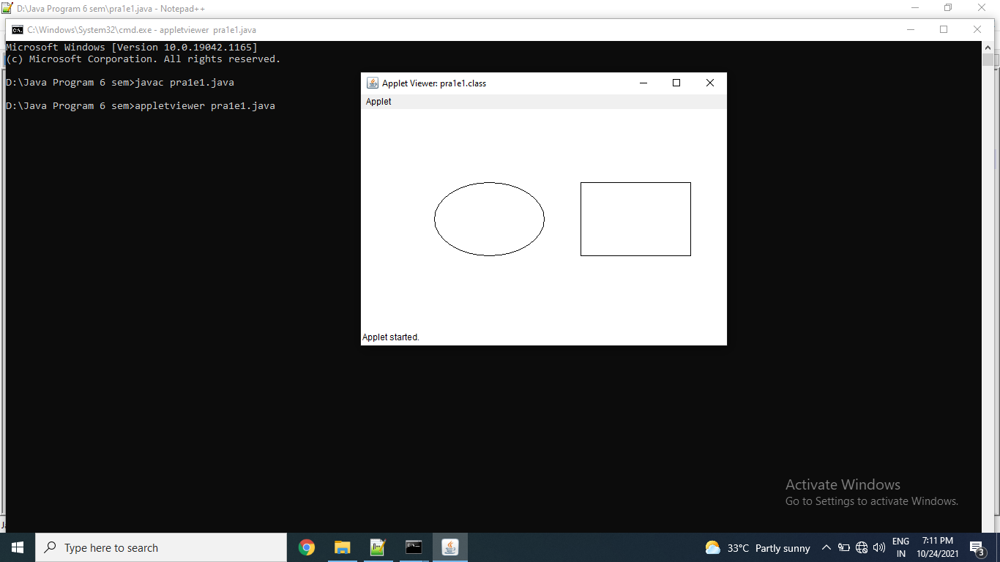 D:\Java Program 6 sem\pra1e1.java - Notepad++
C:\Windows\System32\cmd.exe - appletviewer  pra1e1.java
Microsoft Windows [Version 10.0.19042.1165]
(c) Microsoft Corporation. All rights reserved.
D:\Java Program 6 sem>javac pra1e1.java
D:\Java Program 6 sem>appletviewer pra1e1.java
Applet Viewer: pra1e1.class
Applet
Applet started.
Activate Windows
Go to Settings to activate Windows.
Type here to search
33°C Partly sunny
ENG
IN
7:11 PM
10/24/2021
3